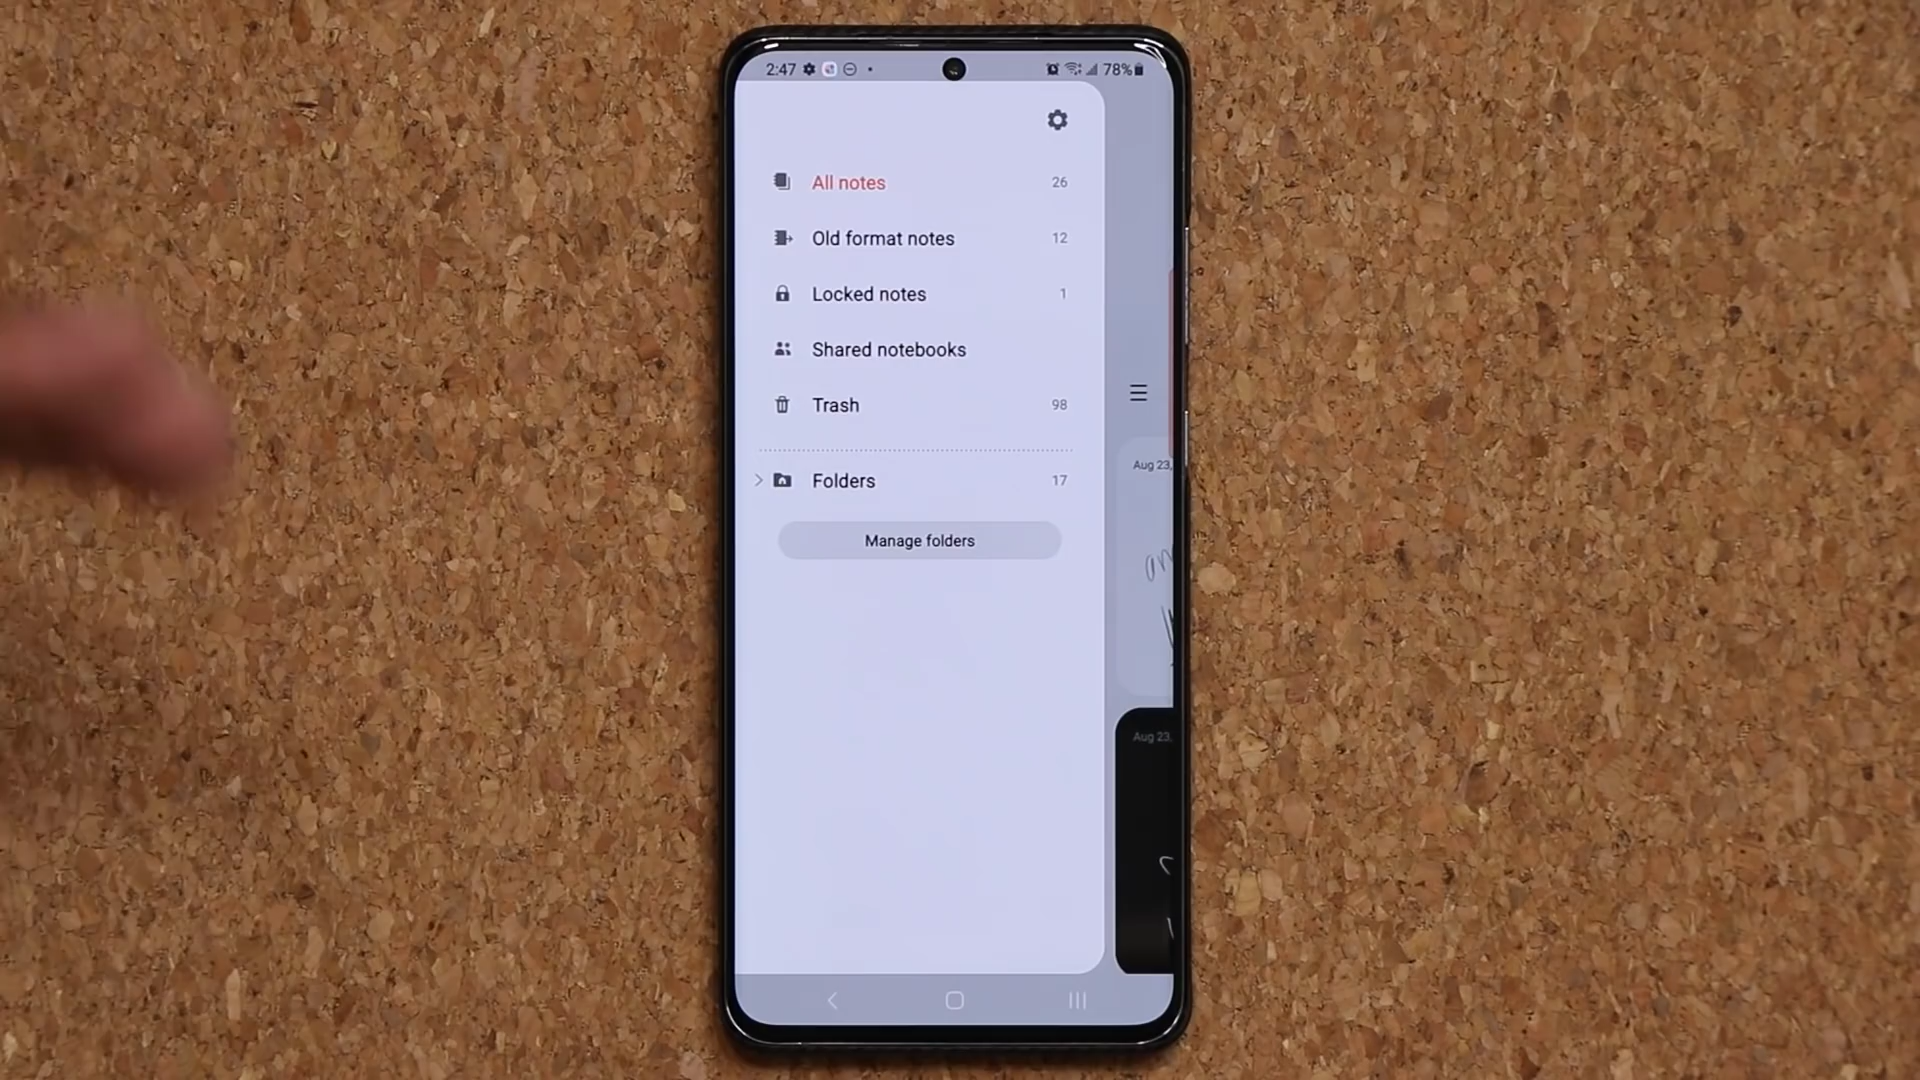 2:47 78%
All notes 26
Old format notes 12
Locked notes 1
Shared notebooks
Trash 98
Folders 17
Manage folders
Aug 23,
Aug 23,